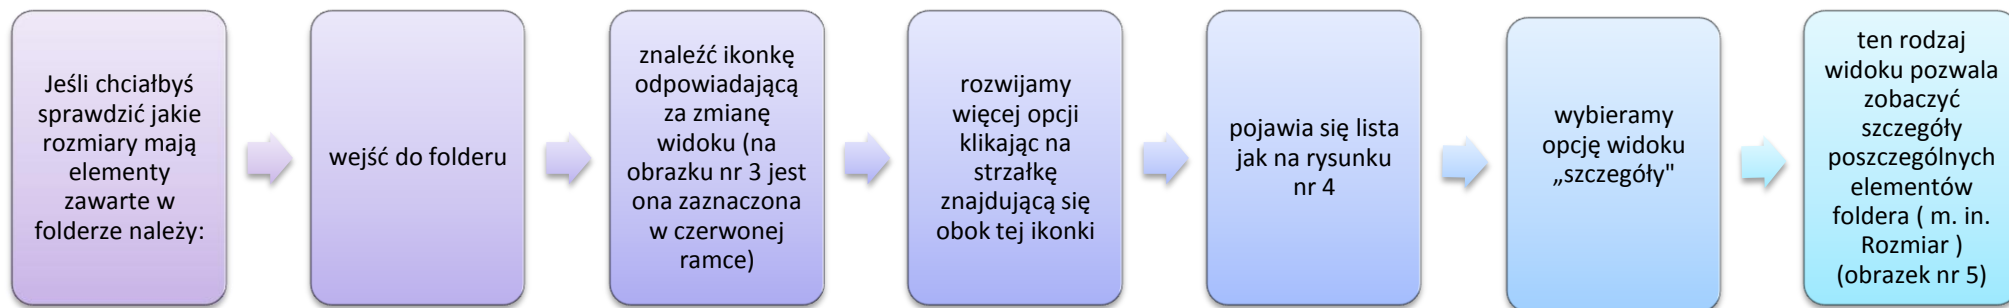 Jeśli chciałbyś
sprawdzić jakie
rozmiary mają
elementy
zawarte w
folderze należy:
wejść do folderu
znaleźć ikonkę
odpowiadającą
za zmianę
widoku (na
obrazku nr 3 jest
ona zaznaczona
w czerwonej
ramce)
rozwijamy
więcej opcji
klikając na
strzałkę
znajdującą się
obok tej ikonki
pojawia się lista
jak na rysunku
nr 4
wybieramy
opcję widoku
„szczegóły"
ten rodzaj
widoku pozwala
zobaczyć
szczegóły
poszczególnych
elementów
foldera ( m. in.
Rozmiar )
(obrazek nr 5)